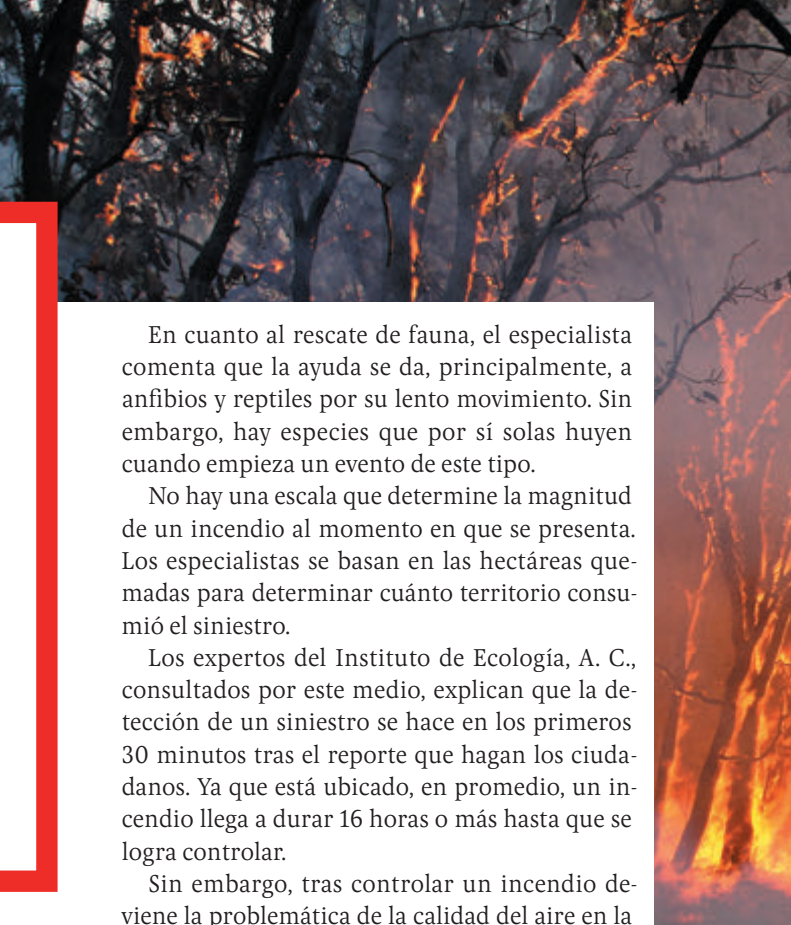 En cuanto al rescate de fauna, el especialista
comenta que la ayuda se da, principalmente, a
anfibios y reptiles por su lento movimiento. Sin
embargo, hay especies que por sí solas huyen
cuando empieza un evento de este tipo.
No hay una escala que determine la magnitud
de un incendio al momento en que se presenta.
Los especialistas se basan en las hectáreas que-
madas para determinar cuánto territorio consu-
mió el siniestro.
Los expertos del Instituto de Ecología, A. C.,
consultados por este medio, explican que la de-
tección de un siniestro se hace en los primeros
30 minutos tras el reporte que hagan los ciuda-
danos. Ya que está ubicado, en promedio, un in-
cendio llega a durar 16 horas o más hasta que se
logra controlar.
Sin embargo, tras controlar un incendio de-
viene la problemática de la calidad del aire en la